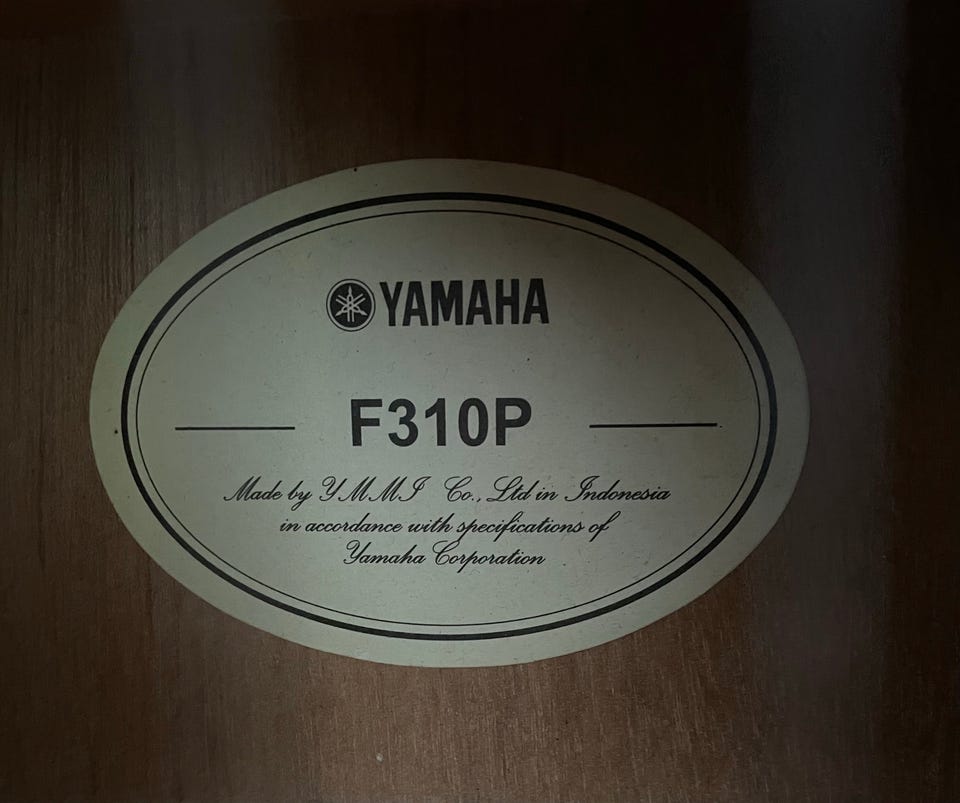 YAMAHA
F310P
Made by YMMI Co., Ltd in Indonesia
in accordance with specifications of
Yamaha Corporation